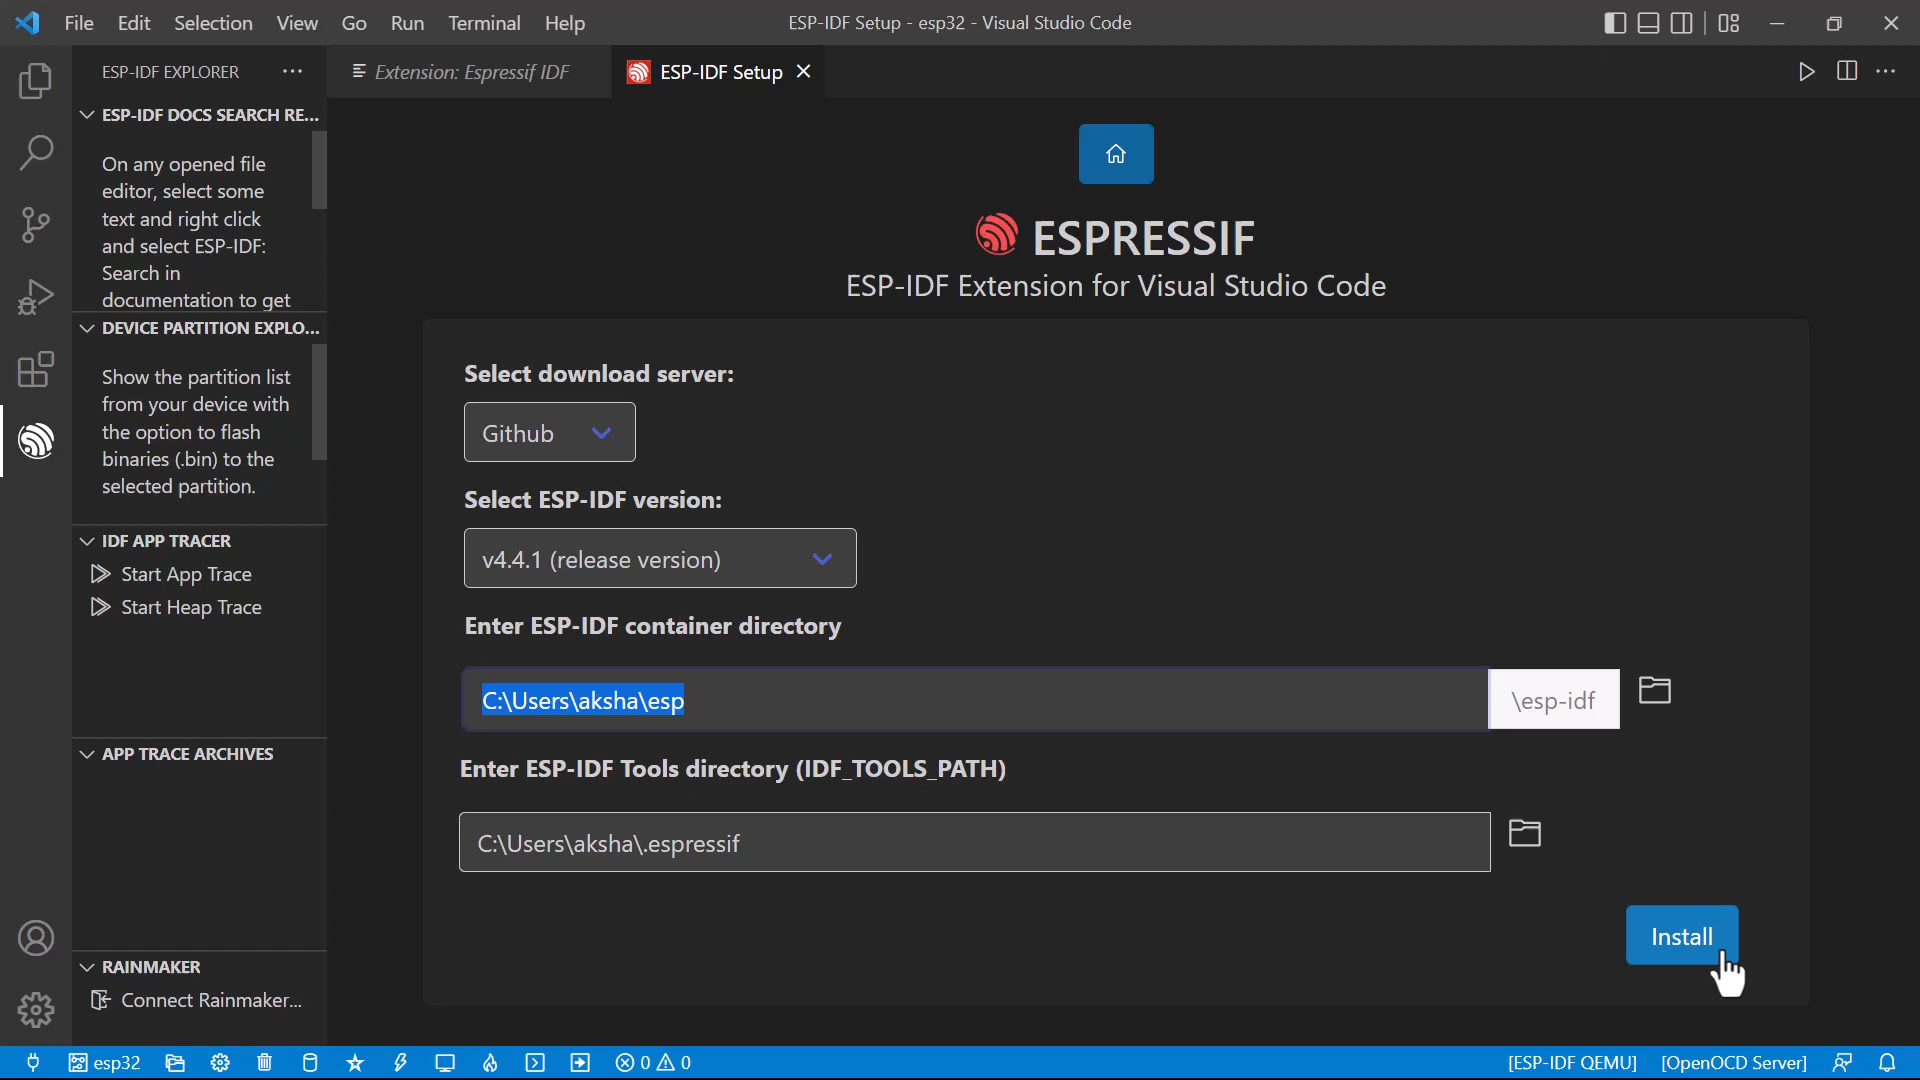 File Edit Selection View Go Run Terminal Help
ESP-IDF Setup - esp32 - Visual Studio Code
ESP-IDF EXPLORER
Extension: Espressif IDF
ESP-IDF Setup
ESP-IDF DOCS SEARCH RE...
On any opened file
editor, select some
text and right click
and select ESP-IDF:
Search in
documentation to get
DEVICE PARTITION EXPLO...
Show the partition list
from your device with
the option to flash
binaries (.bin) to the
selected partition.
IDF APP TRACER
Start App Trace
Start Heap Trace
APP TRACE ARCHIVES
RAINMAKER
Connect Rainmaker...
ESPRESSIF
ESP-IDF Extension for Visual Studio Code
Select download server:
Github
Select ESP-IDF version:
v4.4.1 (release version)
Enter ESP-IDF container directory
C:\Users\aksha\esp
\esp-idf
Enter ESP-IDF Tools directory (IDF_TOOLS_PATH)
C:\Users\aksha\.espressif
Install
esp32
0 0
[ESP-IDF QEMU]
[OpenOCD Server]